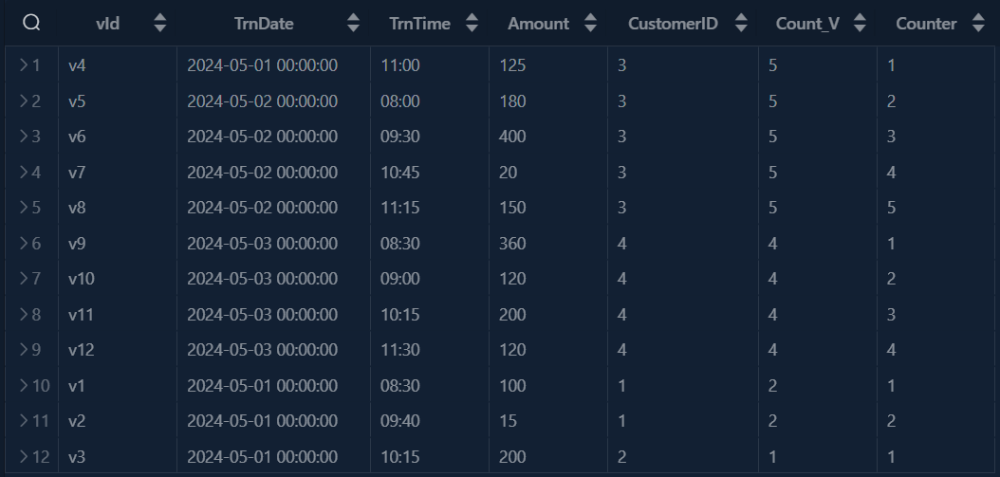 vId TrnDate TrnTime Amount CustomerID Count_V Counter
1 v4 2024-05-01 00:00:00 11:00 125 3 5 1
2 v5 2024-05-02 00:00:00 08:00 180 3 5 2
3 v6 2024-05-02 00:00:00 09:30 400 3 5 3
4 v7 2024-05-02 00:00:00 10:45 20 3 5 4
5 v8 2024-05-02 00:00:00 11:15 150 3 5 5
6 v9 2024-05-03 00:00:00 08:30 360 4 4 1
7 v10 2024-05-03 00:00:00 09:00 120 4 4 2
8 v11 2024-05-03 00:00:00 10:15 200 4 4 3
9 v12 2024-05-03 00:00:00 11:30 120 4 4 4
10 v1 2024-05-01 00:00:00 08:30 100 1 2 1
11 v2 2024-05-01 00:00:00 09:40 15 1 2 2
12 v3 2024-05-01 00:00:00 10:15 200 2 1 1